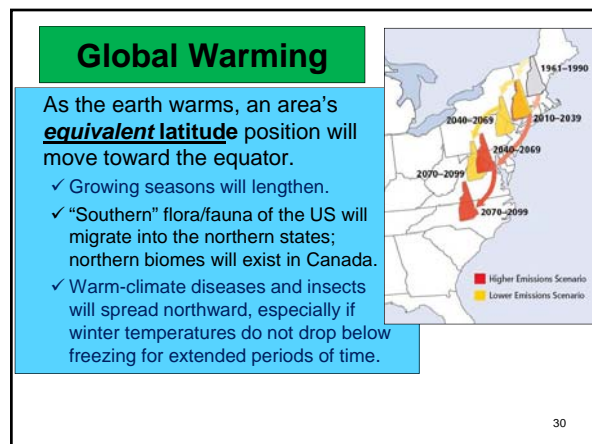 Global Warming
As the earth warms, an area's
equivalent latitude position will
move toward the equator.
✓ Growing seasons will lengthen.
✓ "Southern" flora/fauna of the US will
migrate into the northern states;
northern biomes will exist in Canada.
✓ Warm-climate diseases and insects
will spread northward, especially if
winter temperatures do not drop below
freezing for extended periods of time.
1961–1990
2040–2069
2010–2039
2040–2069
2070–2099
2070–2099
Higher Emissions Scenario
Lower Emissions Scenario
30